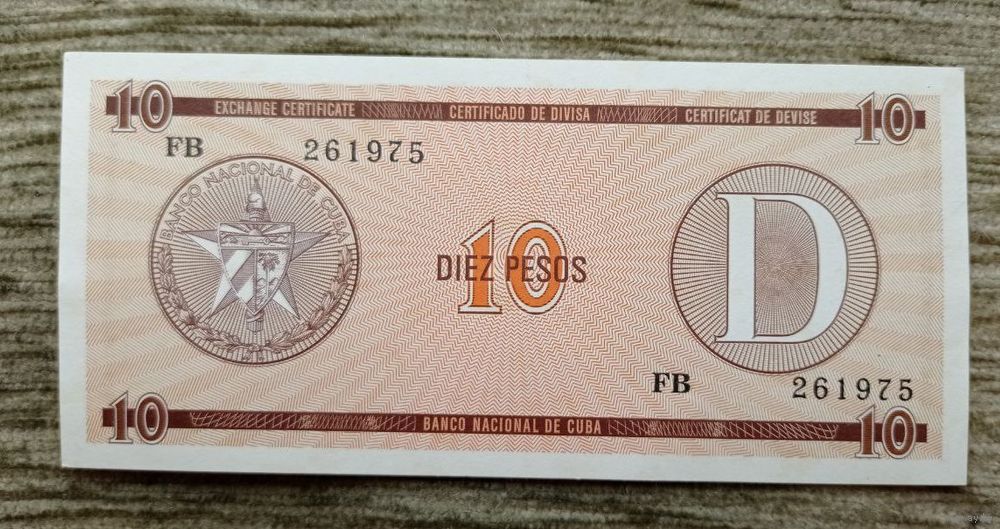 10 EXCHANGE CERTIFICATE CERTIFICADO DE DIVISA CERTIFICAT DE DEVISE 10
FB 261975
BANCO NACIONAL DE CUBA
10
DIEZ PESOS
D
FB 261975
10 BANCO NACIONAL DE CUBA 10